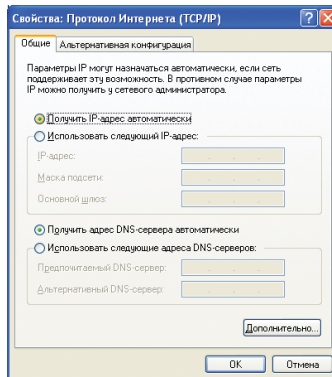 Свойства: Протокол Интернета (TCP/IP)
Общие
Альтернативная конфигурация
Параметры IP могут назначаться автоматически, если сеть
поддерживает эту возможность. В противном случае параметры
IP можно получить у сетевого администратора.
Получить IP-адрес автоматически
Использовать следующий IP-адрес:
IP-адрес:
Маска подсети:
Основной шлюз:
Получить адрес DNS-сервера автоматически
Использовать следующие адреса DNS-серверов:
Предпочитаемый DNS-сервер:
Альтернативный DNS-сервер:
Дополнительно...
ОК
Отмена